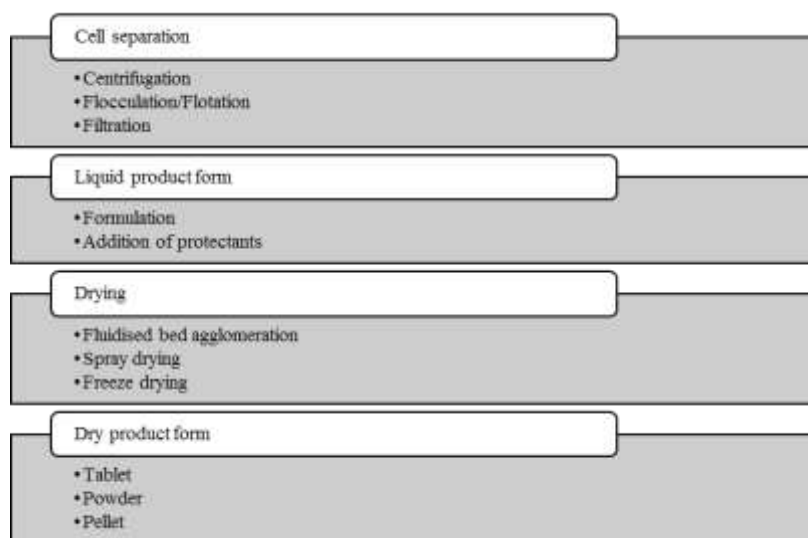 Cell separation
•Centrifugation
•Flocculation/Flotation
•Filtration
Liquid product form
•Formulation
•Addition of protectants
Drying
•Fluidised bed agglomeration
•Spray drying
•Freeze drying
Dry product form
•Tablet
•Powder
•Pellet